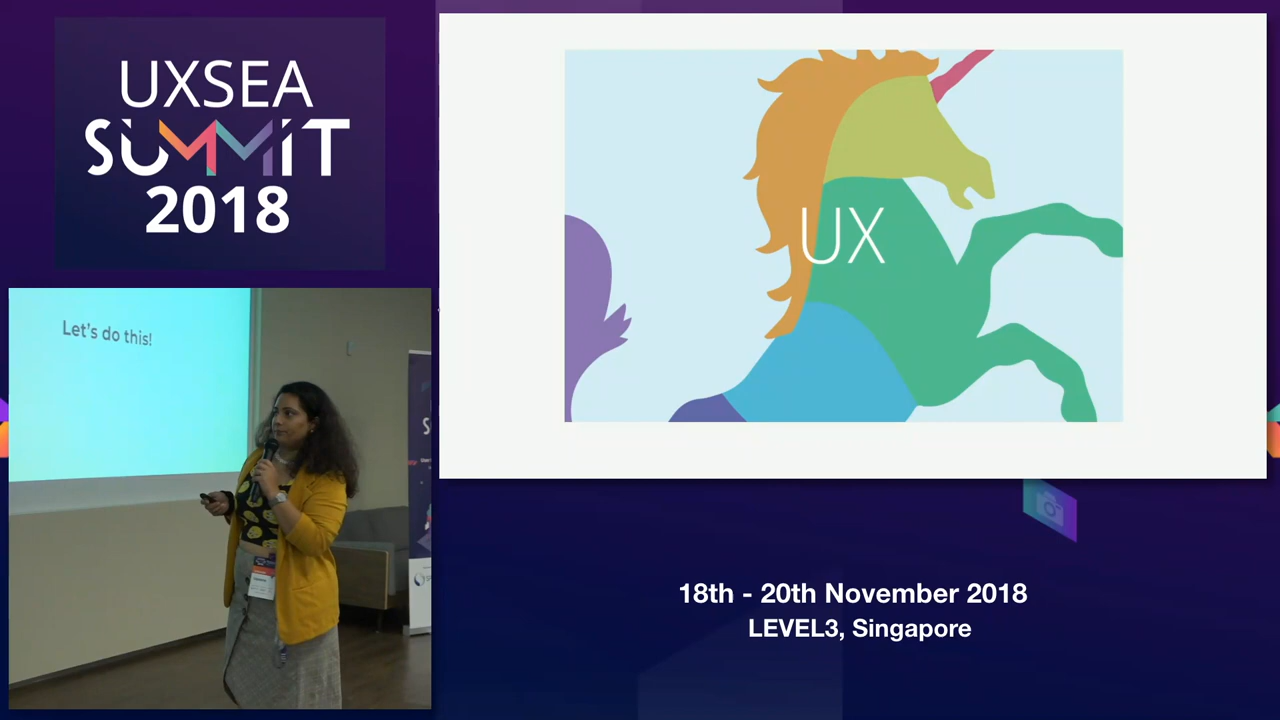 UXSEA
SUMMIT
2018
UX
Let's do this!
18th - 20th November 2018
LEVEL3, Singapore